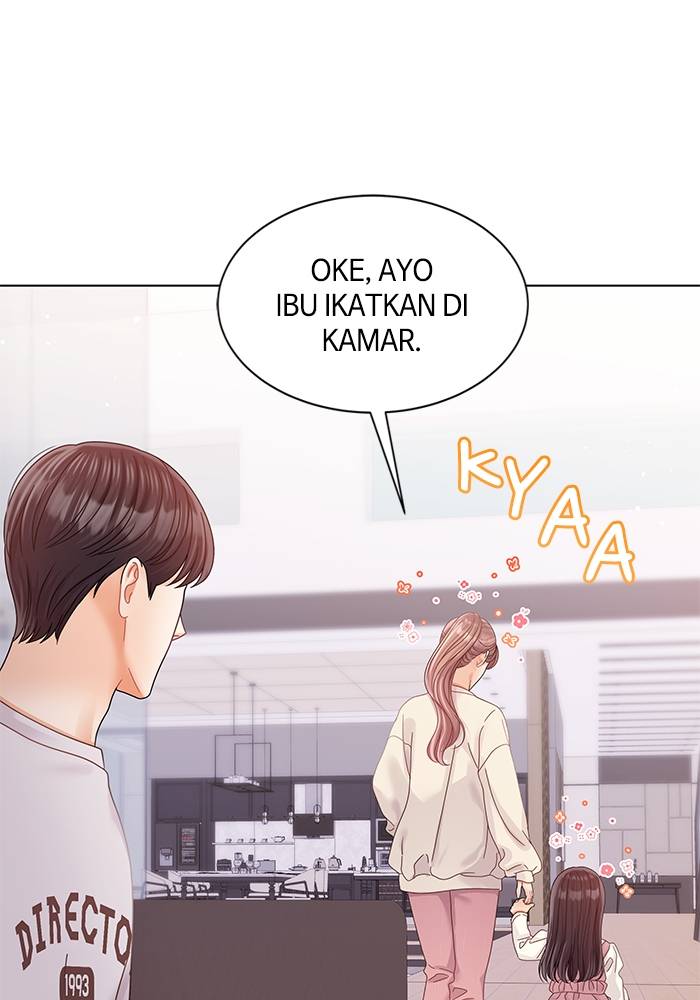 OKE, AYO
IBU IKATKAN DI
KAMAR.
KYAA
DIRECTO
1993